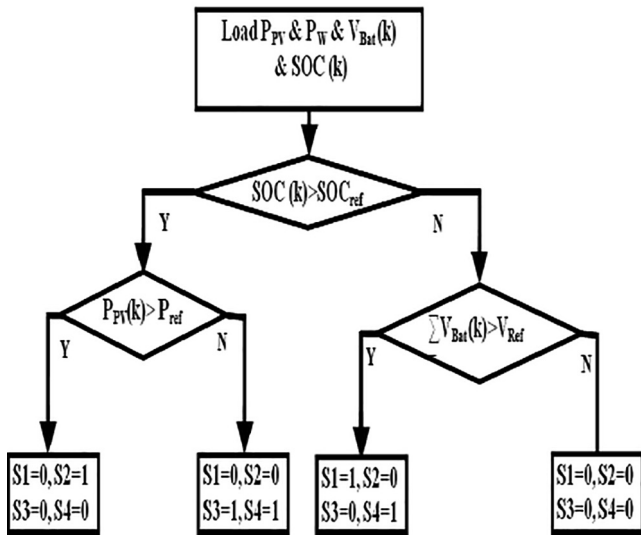 Load P_PV & P_W & V_Bat(k)
& SOC (k)
SOC (k)>SOC_ref
Y
N
P_PV(k)> P_ref
∑V_Bat(k)>V_Ref
Y
N
Y
N
S1=0,S2=1
S3=0,S4=0
S1=0,S2=0
S3=1,S4=1
S1=1,S2=0
S3=0,S4=1
S1=0,S2=0
S3=0,S4=0